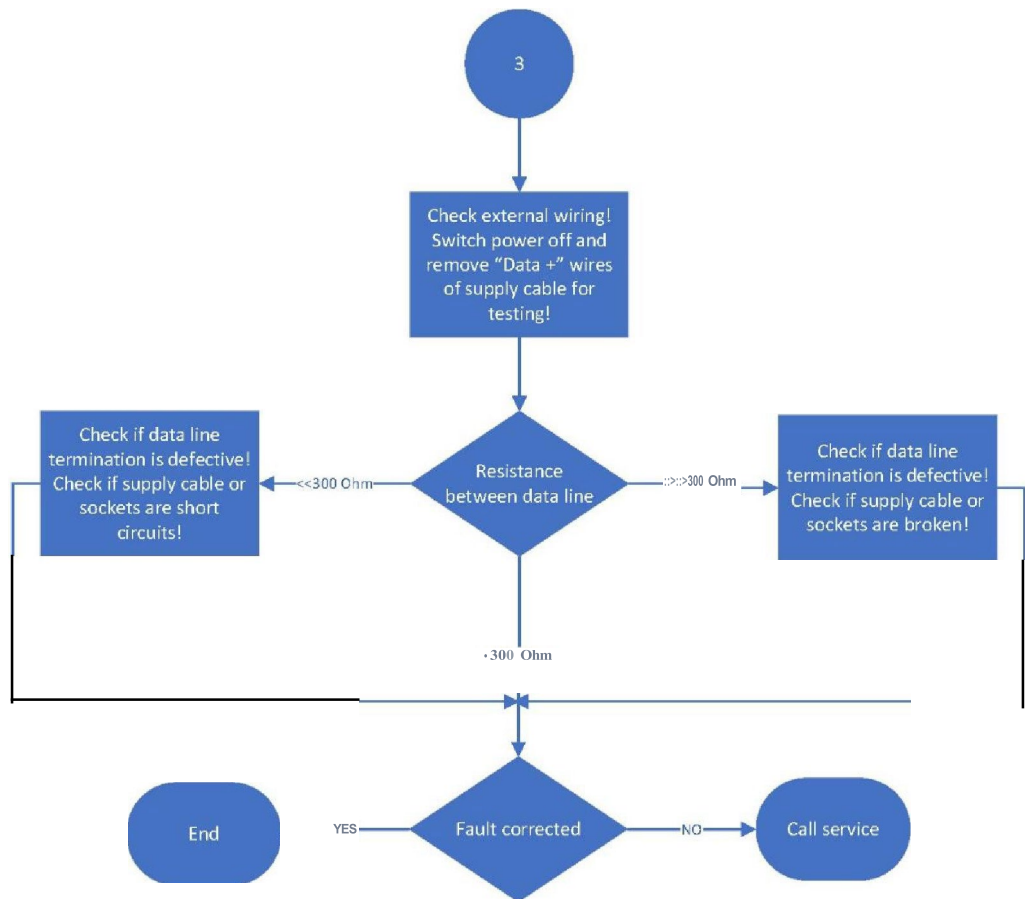 3
Check external wiring!
Switch power off and
remove “Data +” wires
of supply cable for
testing!
Check if data line
termination is defective!
Check if supply cable or
sockets are short
circuits!
<<300 Ohm
Resistance
between data line
::>::>300 Ohm
Check if data line
termination is defective!
Check if supply cable or
sockets are broken!
·300 Ohm
End
YES
Fault corrected
NO
Call service